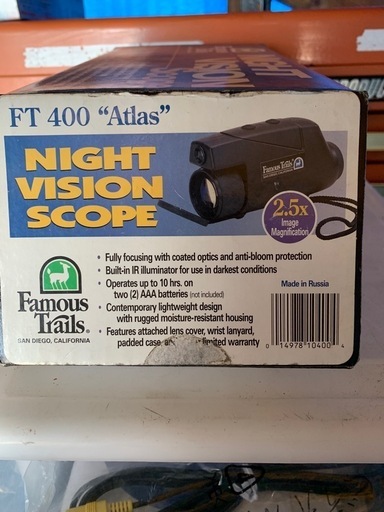 NIGHT
VISION
FT 400 "Atlas"
NIGHT
VISION
SCOPE
Famous Trails
2.5x
Image
Magnification
• Fully focusing with coated optics and anti-bloom protection
• Built-in IR illuminator for use in darkest conditions
• Operates up to 10 hrs. on
two (2) AAA batteries (not included)
Made in Russia
• Contemporary lightweight design
with rugged moisture-resistant housing
• Features attached lens cover, wrist lanyard,
padded case, limited warranty
Famous
Trails®
SAN DIEGO, CALIFORNIA
0 14978 10400 4